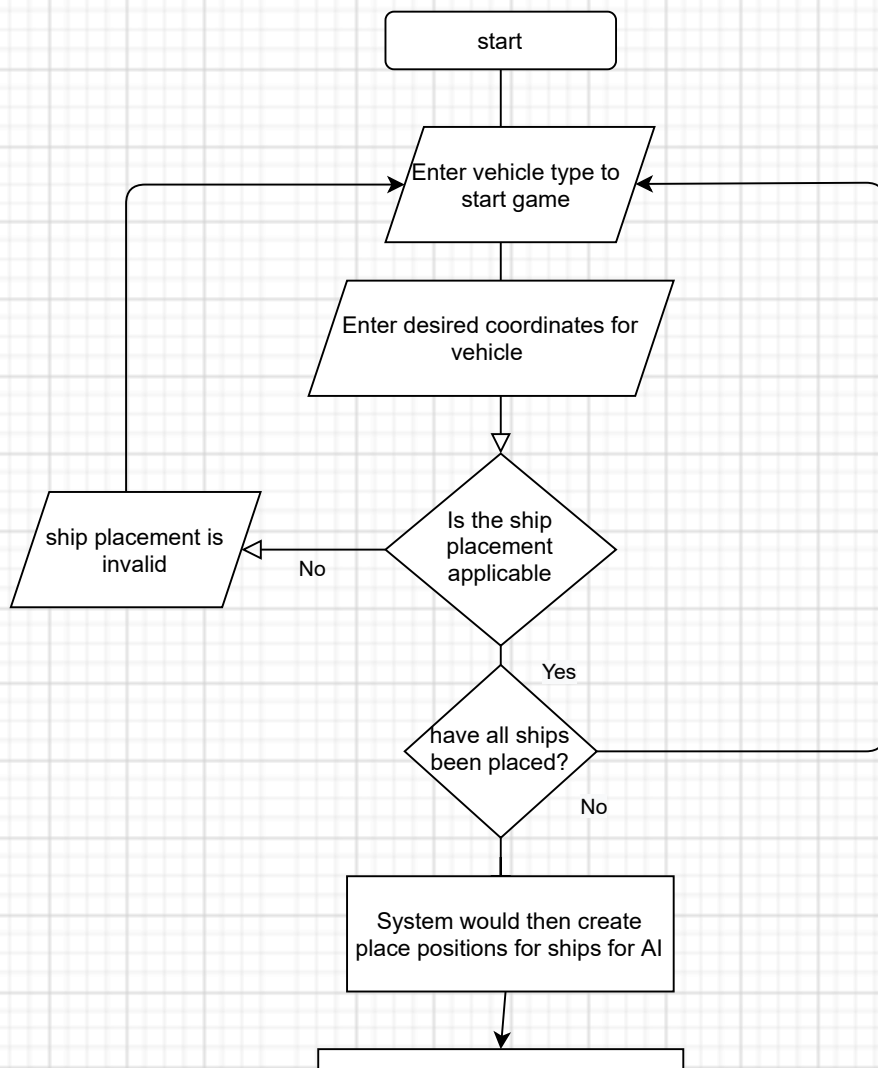 start
Enter vehicle type to
start game
Enter desired coordinates for
vehicle
Is the ship
placement
applicable
ship placement is
invalid
No
Yes
have all ships
been placed?
No
System would then create
place positions for ships for AI